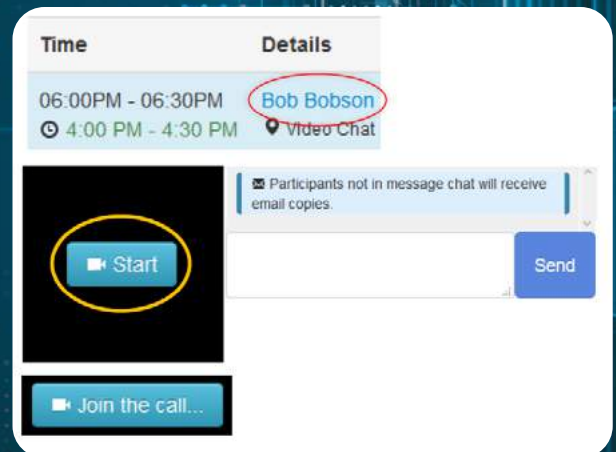 Time Details
06:00PM - 06:30PM Bob Bobson
4:00 PM - 4:30 PM Video Chat
Participants not in message chat will receive
email copies.
Start
Send
Join the call...